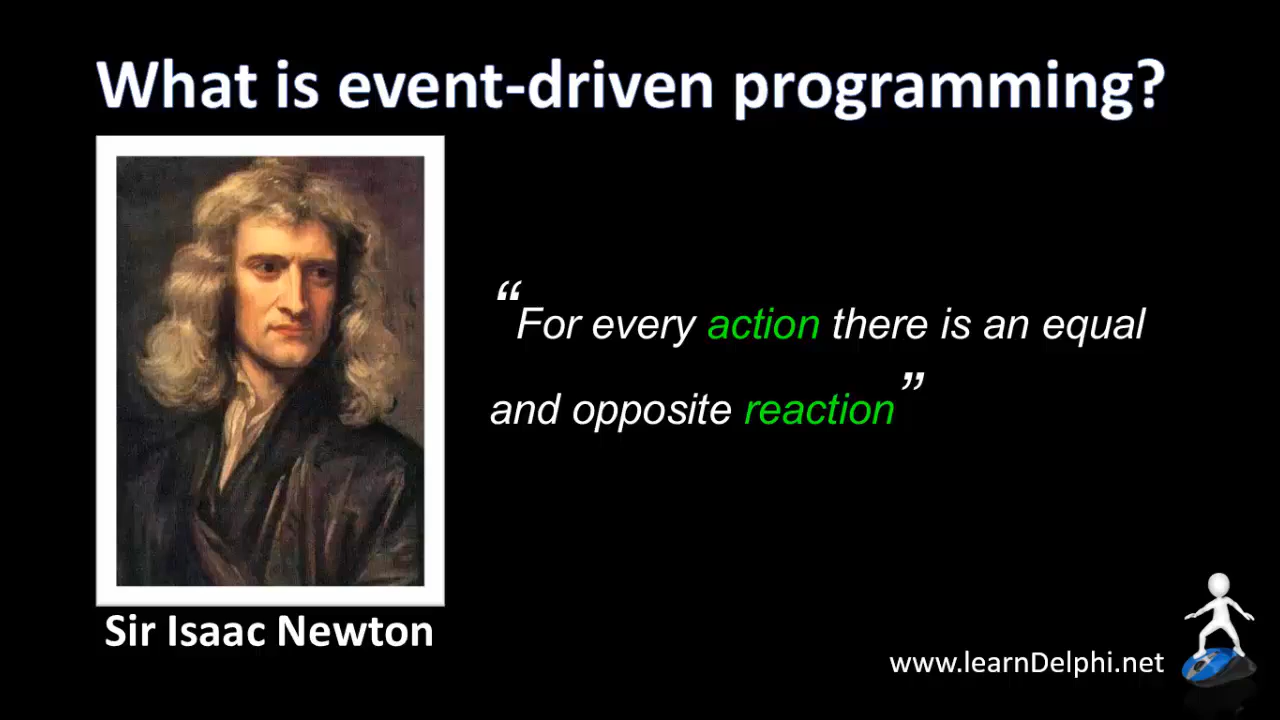 What is event-driven programming?
“For every action there is an equal
and opposite reaction”
Sir Isaac Newton
www.learnDelphi.net